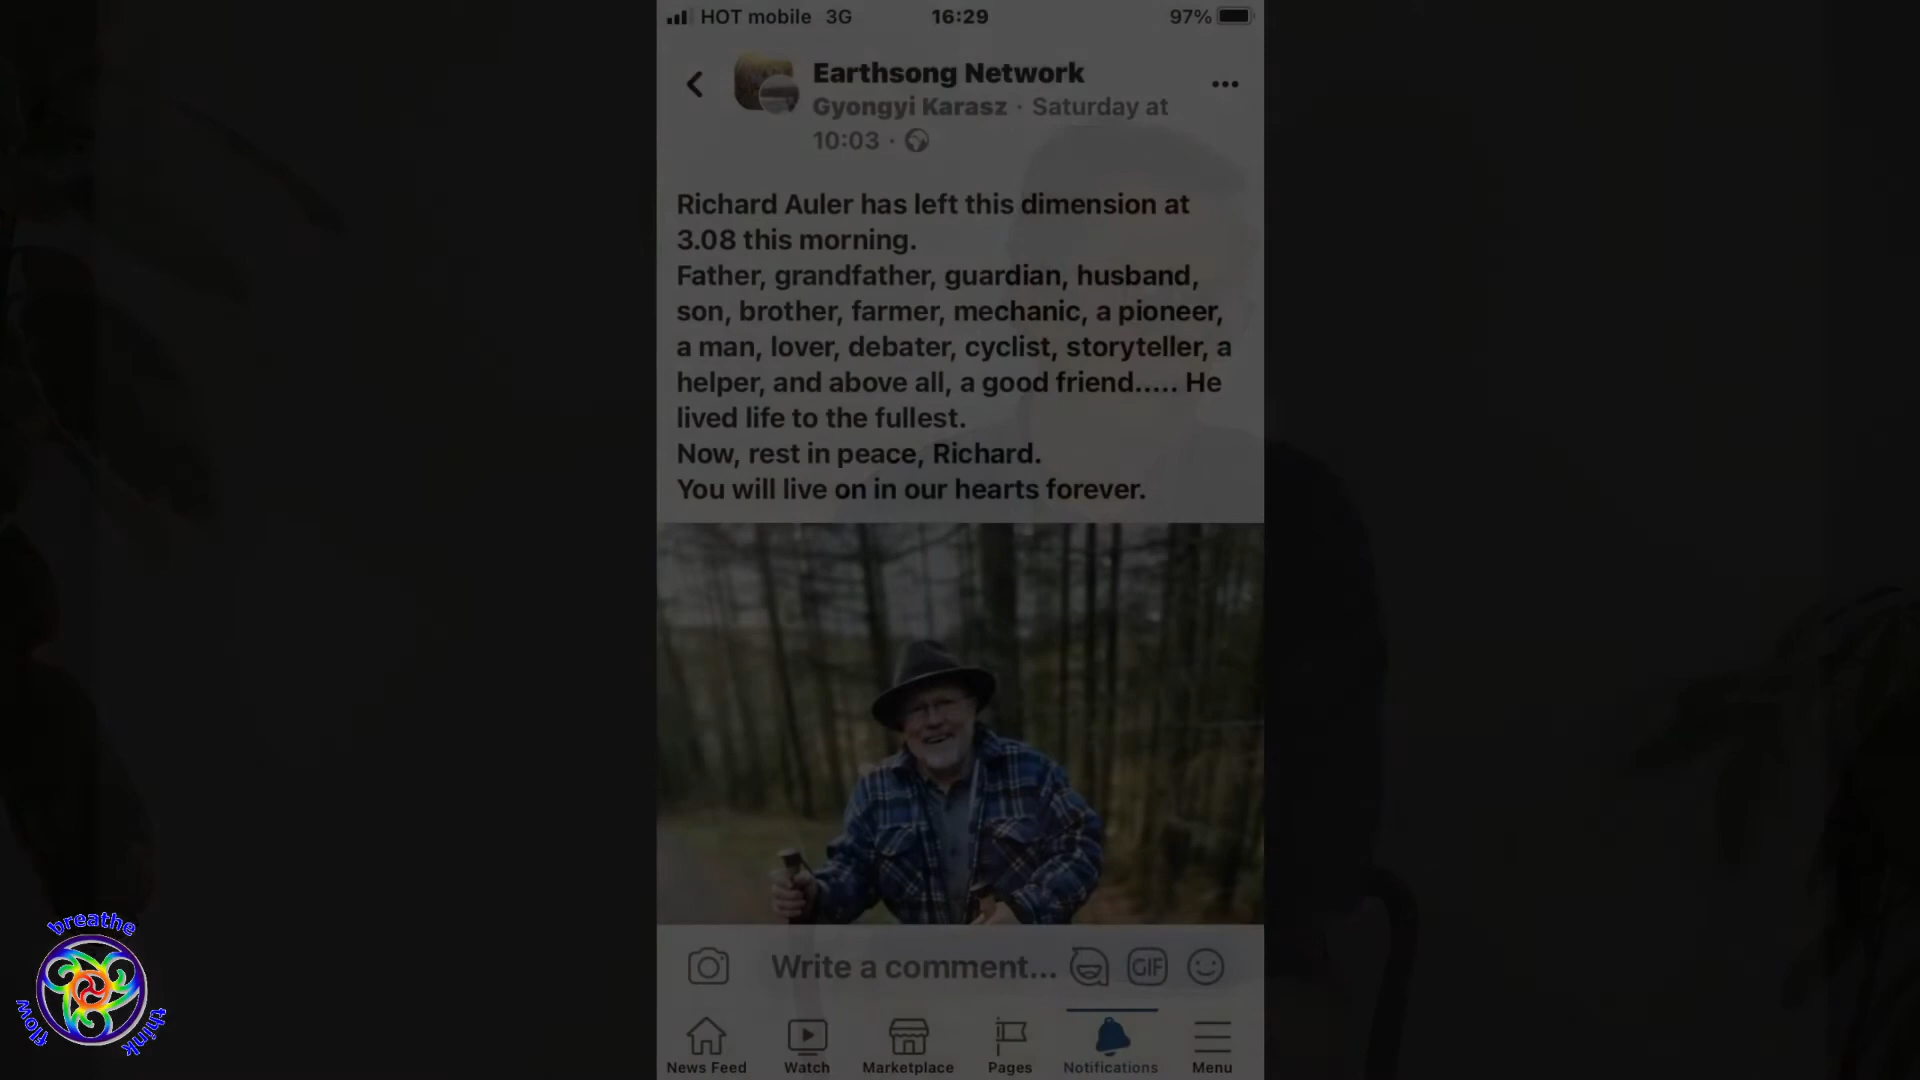 HOT mobile 3G 16:29 97%
Earthsong Network
Gyongyi Karasz · Saturday at
10:03 ·
Richard Auler has left this dimension at
3.08 this morning.
Father, grandfather, guardian, husband,
son, brother, farmer, mechanic, a pioneer,
a man, lover, debater, cyclist, storyteller, a
helper, and above all, a good friend..... He
lived life to the fullest.
Now, rest in peace, Richard.
You will live on in our hearts forever.
Write a comment... GIF
News Feed Watch Marketplace Pages Notifications Menu
breathe
think
flow